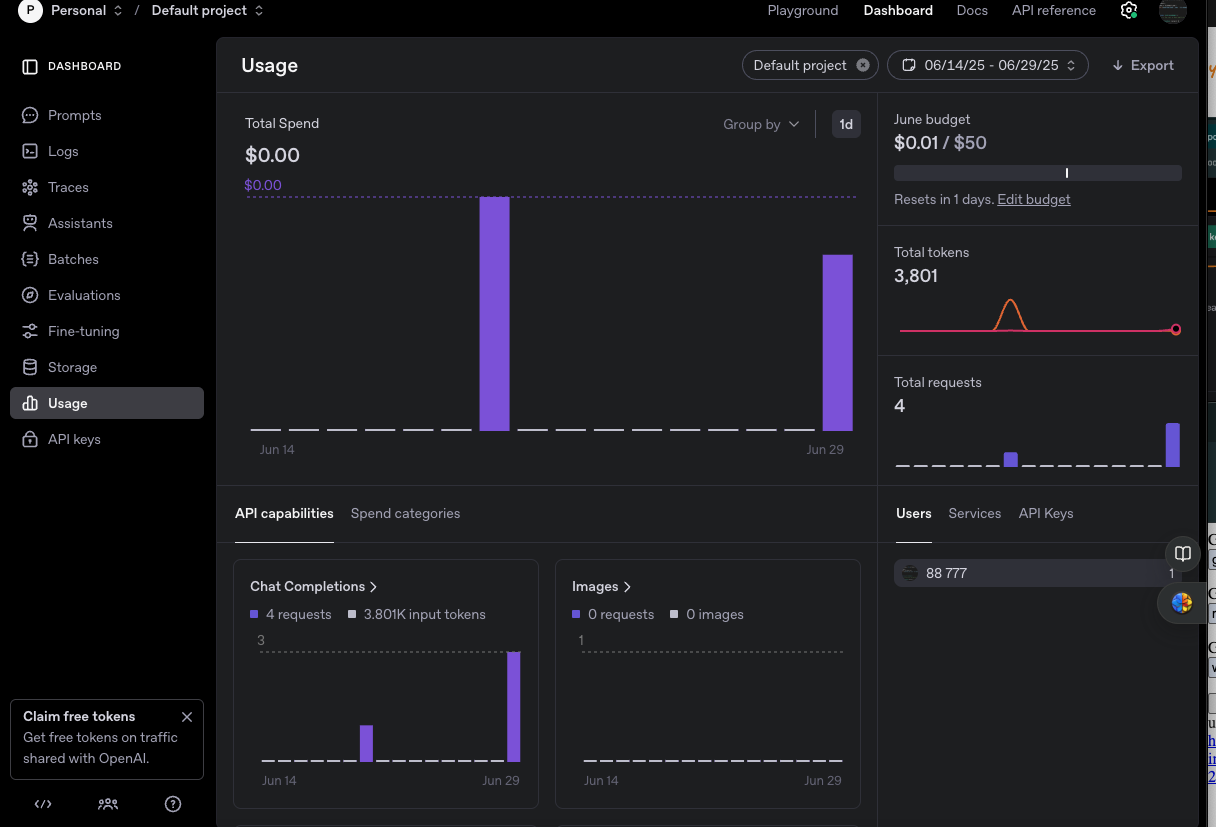 P Personal / Default project
Playground Dashboard Docs API reference
DASHBOARD
Prompts
Logs
Traces
Assistants
Batches
Evaluations
Fine-tuning
Storage
Usage
API keys
Claim free tokens
Get free tokens on traffic
shared with OpenAI.
Usage
Default project 06/14/25 - 06/29/25 Export
Total Spend
Group by 1d
$0.00
$0.00
Jun 14 Jun 29
June budget
$0.01 / $50
Resets in 1 days. Edit budget
Total tokens
3,801
Total requests
4
API capabilities Spend categories
Chat Completions
4 requests 3.801K input tokens
3
Jun 14 Jun 29
Images
0 requests 0 images
1
Jun 14 Jun 29
Users Services API Keys
88 777 1